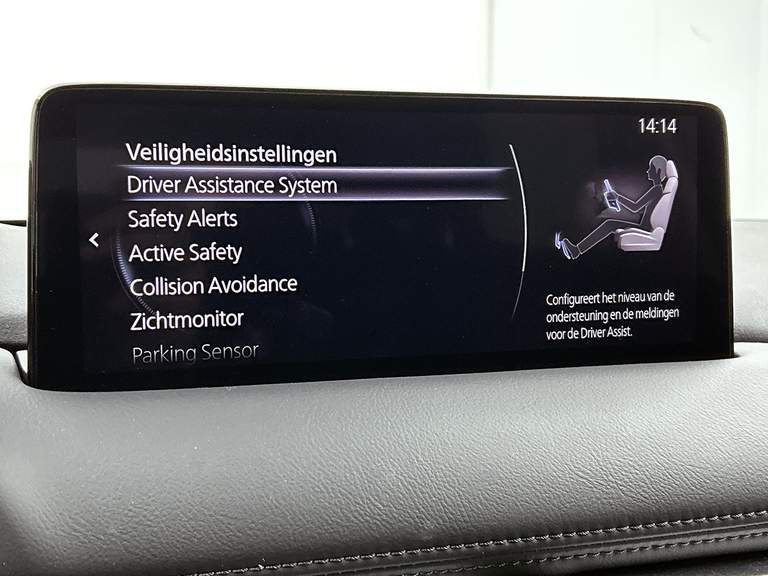 14:14
Veiligheidsinstellingen
Driver Assistance System
Safety Alerts
Active Safety
Collision Avoidance
Zichtmonitor
Parking Sensor
Configureert het niveau van de
ondersteuning en de meldingen
voor de Driver Assist.